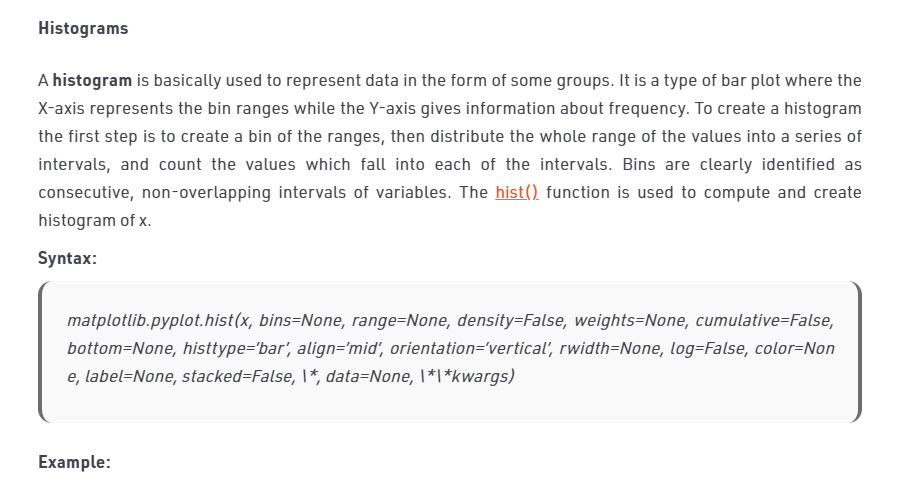 Histograms
A histogram is basically used to represent data in the form of some groups. It is a type of bar plot where the
X-axis represents the bin ranges while the Y-axis gives information about frequency. To create a histogram
the first step is to create a bin of the ranges, then distribute the whole range of the values into a series of
intervals, and count the values which fall into each of the intervals. Bins are clearly identified as
consecutive, non-overlapping intervals of variables. The hist() function is used to compute and create
histogram of x.
Syntax:
matplotlib.pyplot.hist(x, bins=None, range=None, density=False, weights=None, cumulative=False,
bottom=None, histtype='bar', align='mid', orientation='vertical', rwidth=None, log=False, color=Non
e, label=None, stacked=False, \*, data=None, \*\*kwargs)
Example: